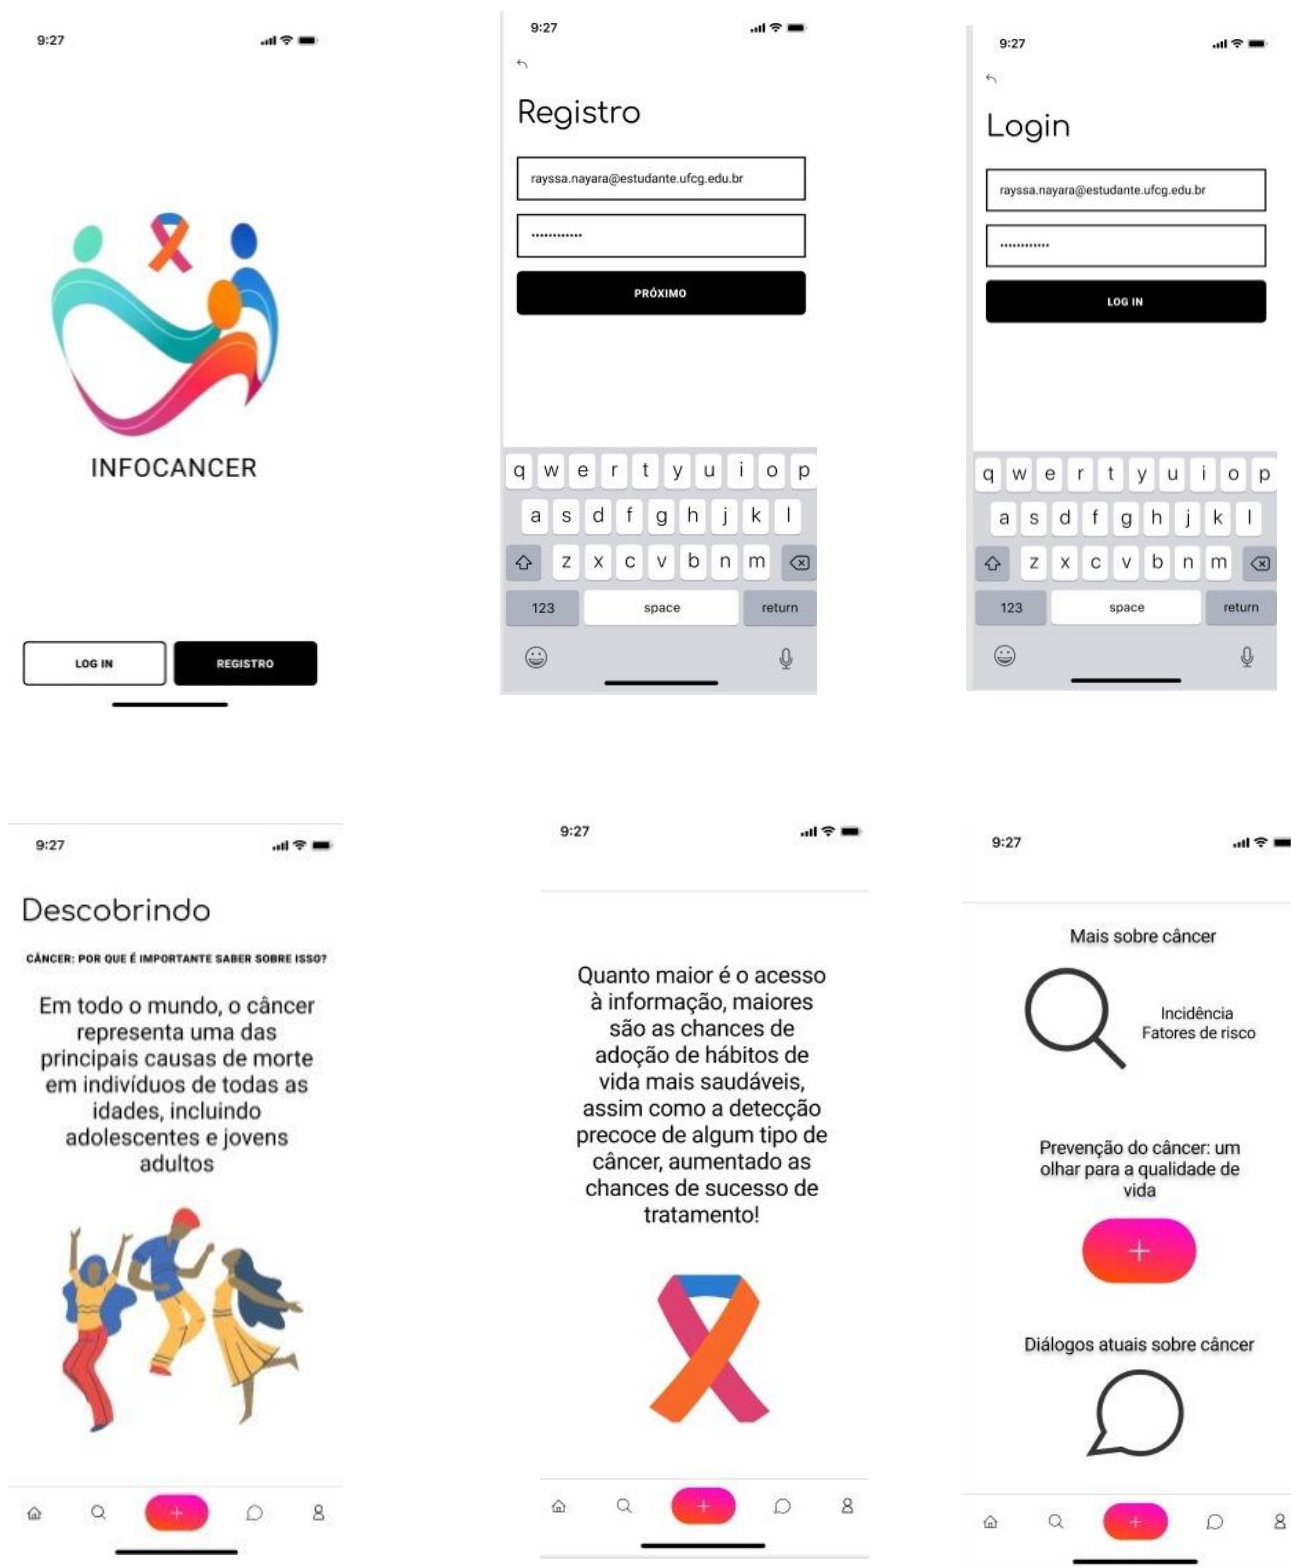 9:27
INFOCANCER
LOG IN
REGISTRO
9:27
Registro
rayssa.nayara@estudante.ufcg.edu.br
••••••••••••
PRÓXIMO
q w e r t y u i o p
a s d f g h j k l
z x c v b n m
123 space return
9:27
Login
rayssa.nayara@estudante.ufcg.edu.br
••••••••••••
LOG IN
q w e r t y u i o p
a s d f g h j k l
z x c v b n m
123 space return
9:27
Descobrindo
CÂNCER: POR QUE É IMPORTANTE SABER SOBRE ISSO?
Em todo o mundo, o câncer
representa uma das
principais causas de morte
em indivíduos de todas as
idades, incluindo
adolescentes e jovens
adultos
9:27
Quanto maior é o acesso
à informação, maiores
são as chances de
adoção de hábitos de
vida mais saudáveis,
assim como a detecção
precoce de algum tipo de
câncer, aumentado as
chances de sucesso de
tratamento!
9:27
Mais sobre câncer
Incidência
Fatores de risco
Prevenção do câncer: um
olhar para a qualidade de
vida
Diálogos atuais sobre câncer